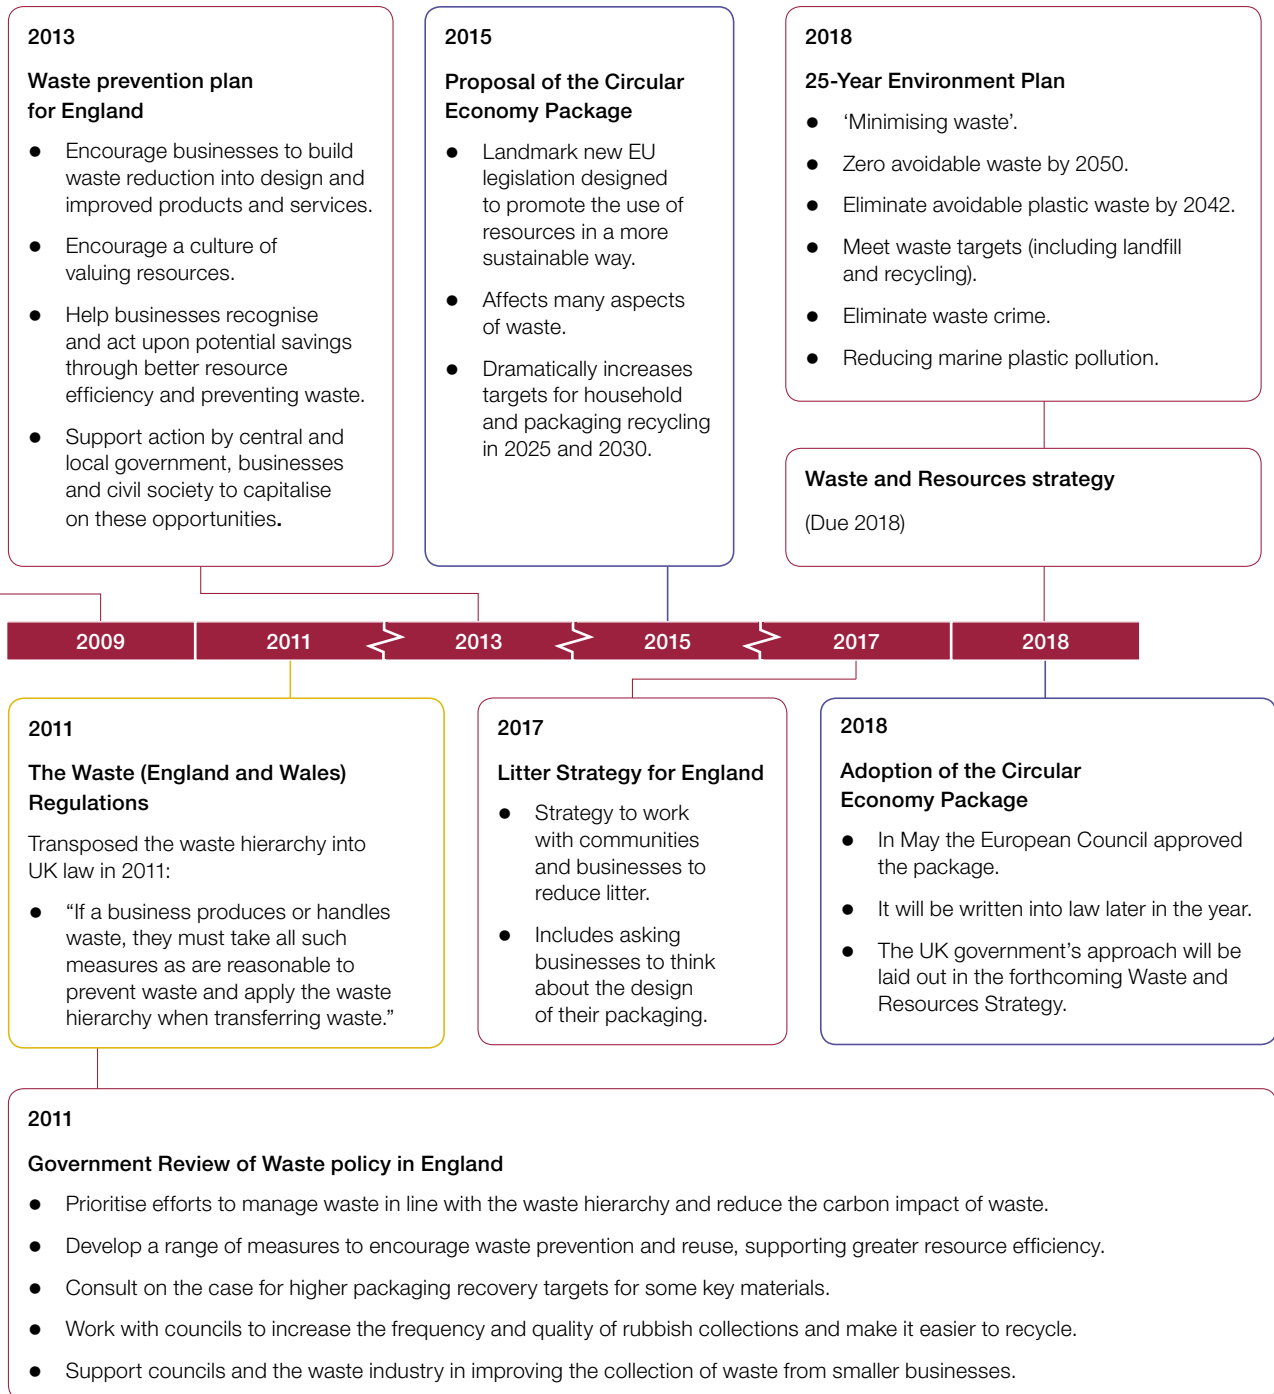 2013
Waste prevention plan
for England
● Encourage businesses to build
waste reduction into design and
improved products and services.
● Encourage a culture of
valuing resources.
● Help businesses recognise
and act upon potential savings
through better resource
efficiency and preventing waste.
● Support action by central and
local government, businesses
and civil society to capitalise
on these opportunities.
2015
Proposal of the Circular
Economy Package
● Landmark new EU
legislation designed
to promote the use of
resources in a more
sustainable way.
● Affects many aspects
of waste.
● Dramatically increases
targets for household
and packaging recycling
in 2025 and 2030.
2018
25-Year Environment Plan
● ‘Minimising waste’.
● Zero avoidable waste by 2050.
● Eliminate avoidable plastic waste by 2042.
● Meet waste targets (including landfill
and recycling).
● Eliminate waste crime.
● Reducing marine plastic pollution.
Waste and Resources strategy
(Due 2018)
2009 2011 2013 2015 2017 2018
2011
The Waste (England and Wales)
Regulations
Transposed the waste hierarchy into
UK law in 2011:
● “If a business produces or handles
waste, they must take all such
measures as are reasonable to
prevent waste and apply the waste
hierarchy when transferring waste.”
2017
Litter Strategy for England
● Strategy to work
with communities
and businesses to
reduce litter.
● Includes asking
businesses to think
about the design
of their packaging.
2018
Adoption of the Circular
Economy Package
● In May the European Council approved
the package.
● It will be written into law later in the year.
● The UK government’s approach will be
laid out in the forthcoming Waste and
Resources Strategy.
2011
Government Review of Waste policy in England
● Prioritise efforts to manage waste in line with the waste hierarchy and reduce the carbon impact of waste.
● Develop a range of measures to encourage waste prevention and reuse, supporting greater resource efficiency.
● Consult on the case for higher packaging recovery targets for some key materials.
● Work with councils to increase the frequency and quality of rubbish collections and make it easier to recycle.
● Support councils and the waste industry in improving the collection of waste from smaller businesses.